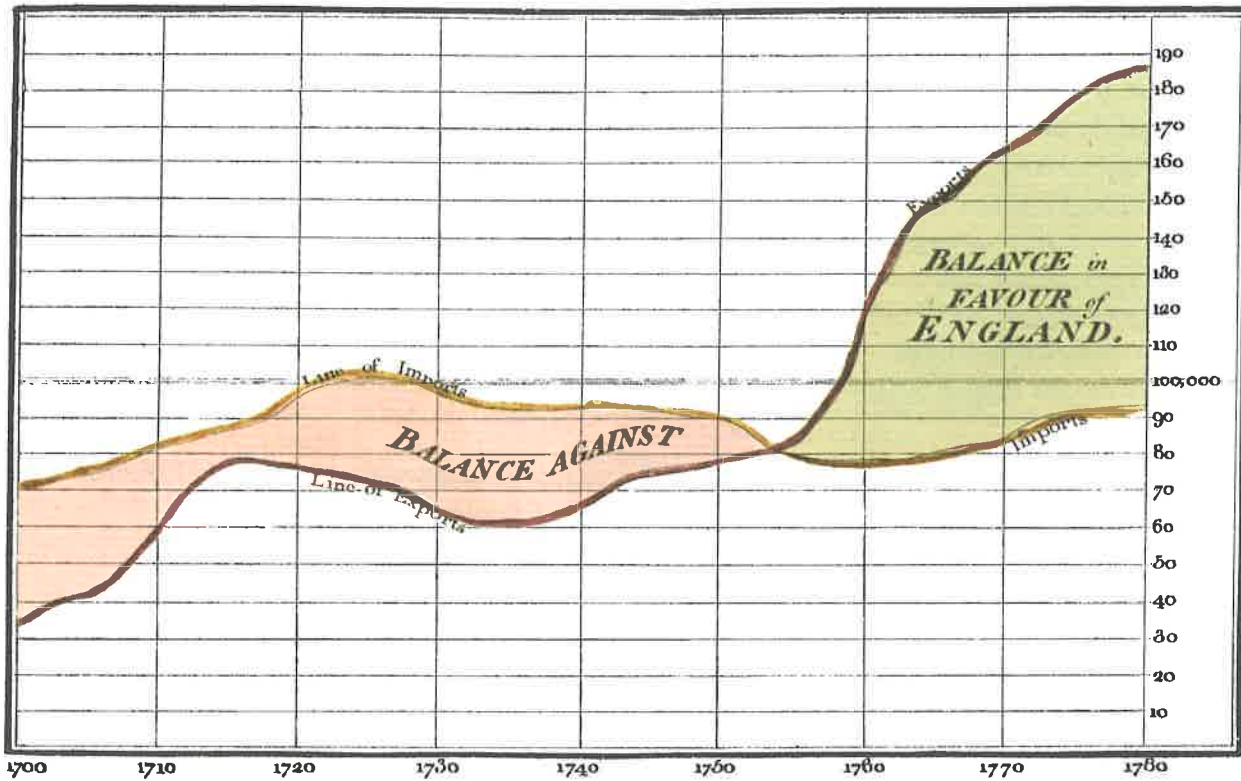 190
180
170
160
150
140
130
120
110
100,000
90
80
70
60
50
40
30
20
10
Exports
BALANCE in
FAVOUR of
ENGLAND.
Line of Imports
BALANCE AGAINST
Line of Exports
Imports
1700 1710 1720 1730 1740 1750 1760 1770 1780